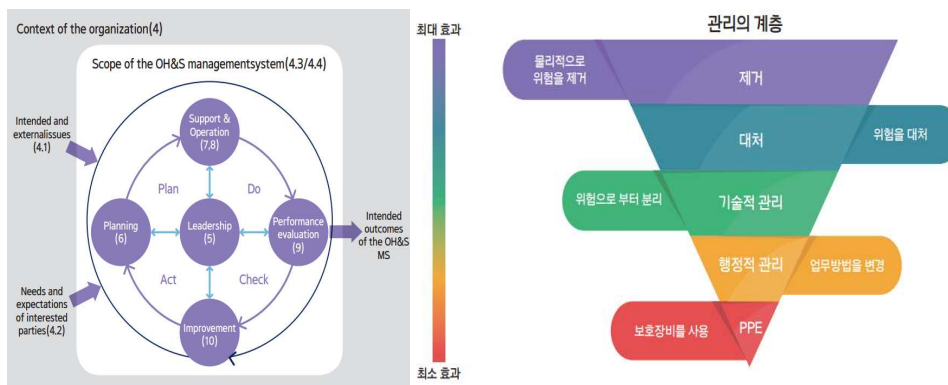 Context of the organization(4)
Scope of the OH&S managementsystem(4.3/4.4)
Intended and
externalissues
(4.1)
Needs and
expectations
of interested
parties(4.2)
Support &
Operation
(7,8)
Plan
Do
Planning
(6)
Leadership
(5)
Performance
evaluation
(9)
Act
Check
Improvement
(10)
Intended
outcomes
of the OH&S
MS
최대 효과
최소 효과
관리의 계층
물리적으로
위험을 제거
제거
대처
위험을 대처
위험으로 부터 분리
기술적 관리
행정적 관리
업무방법을 변경
보호장비를 사용
PPE